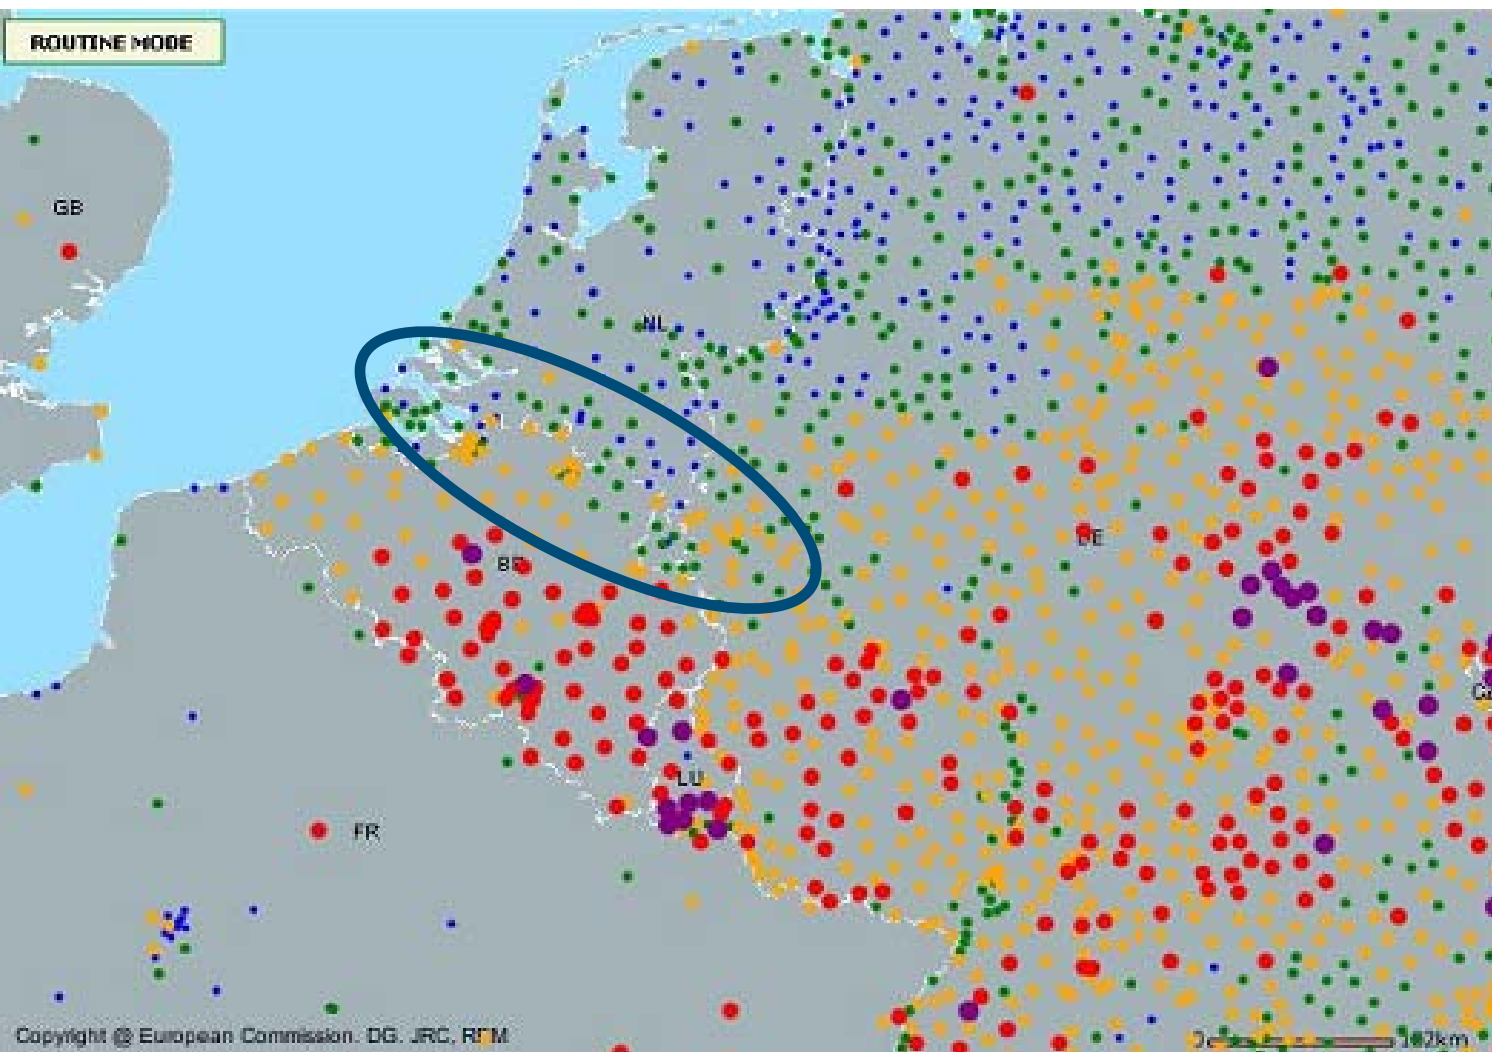 ROUTINE MODE
GB
NL
BE
DE
LU
FR
Copyright @ European Commission. DG. JRC, REM